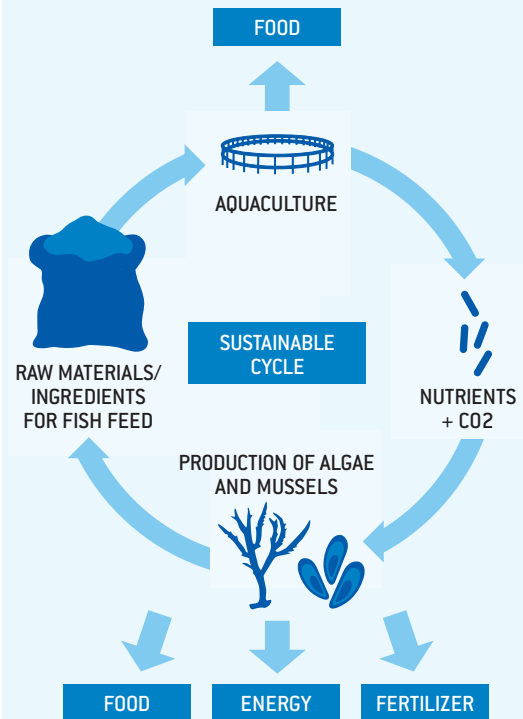 FOOD
AQUACULTURE
SUSTAINABLE
CYCLE
RAW MATERIALS/
INGREDIENTS
FOR FISH FEED
NUTRIENTS
+ CO2
PRODUCTION OF ALGAE
AND MUSSELS
FOOD
ENERGY
FERTILIZER